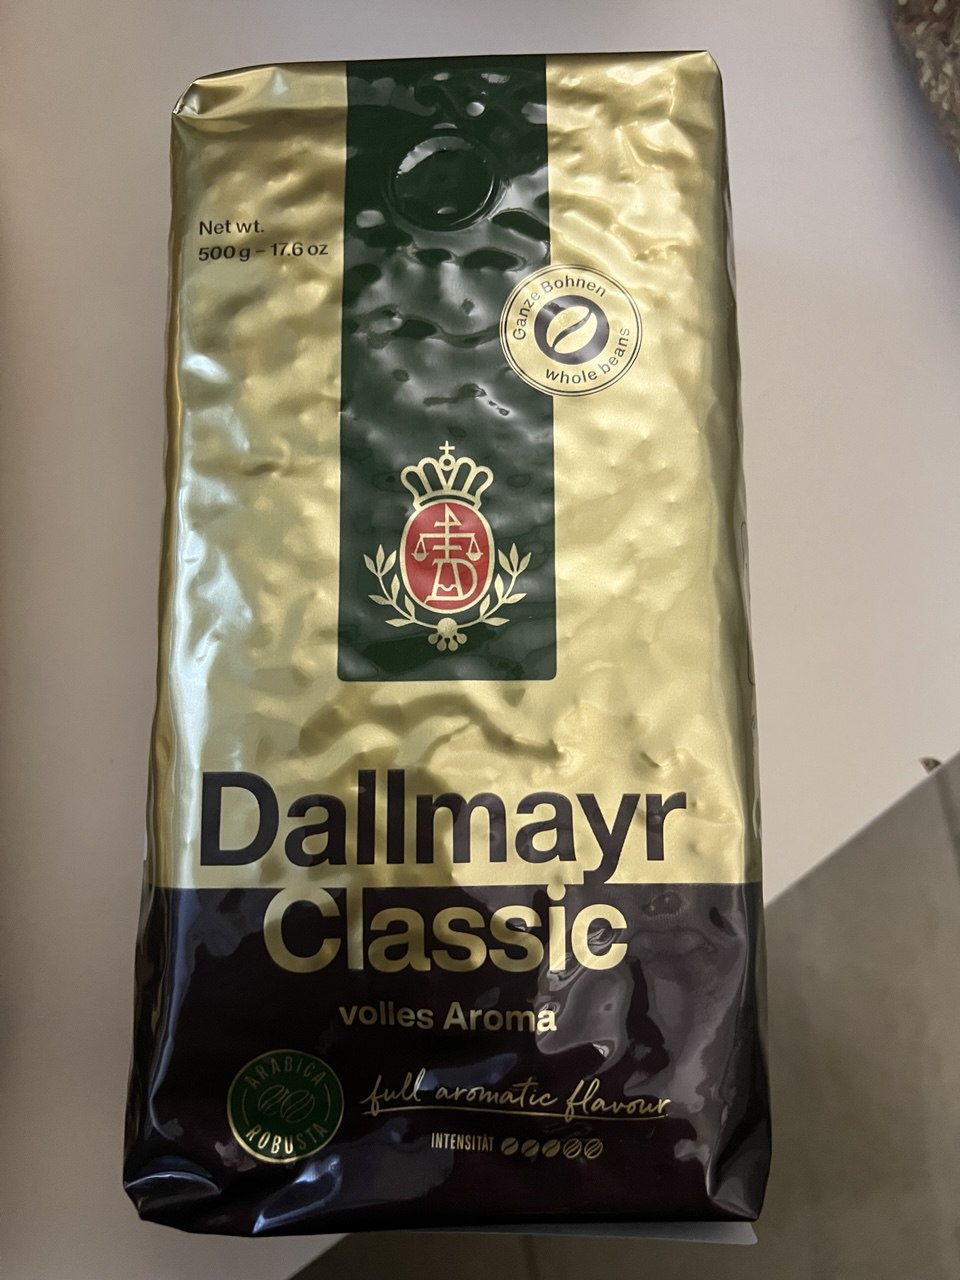 Net wt.
500 g – 17.6 oz
Ganze Bohnen
whole beans
Dallmayr
Classic
volles Aroma
ARABICA
ROBUSTA
full aromatic flavour
INTENSITÄT